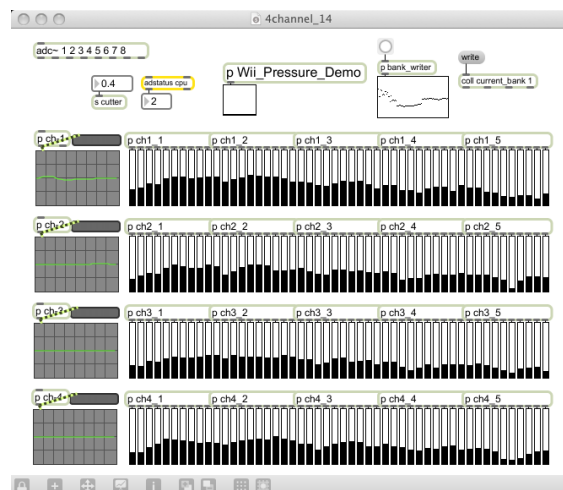 4channel_14
adc~ 1 2 3 4 5 6 7 8
0.4
s cutter
adstatus cpu
2
p Wii_Pressure_Demo
p bank_writer
write
coll current_bank 1
p ch1_1 p ch1_2 p ch1_3 p ch1_4 p ch1_5
p ch2_1 p ch2_2 p ch2_3 p ch2_4 p ch2_5
p ch3_1 p ch3_2 p ch3_3 p ch3_4 p ch3_5
p ch4_1 p ch4_2 p ch4_3 p ch4_4 p ch4_5